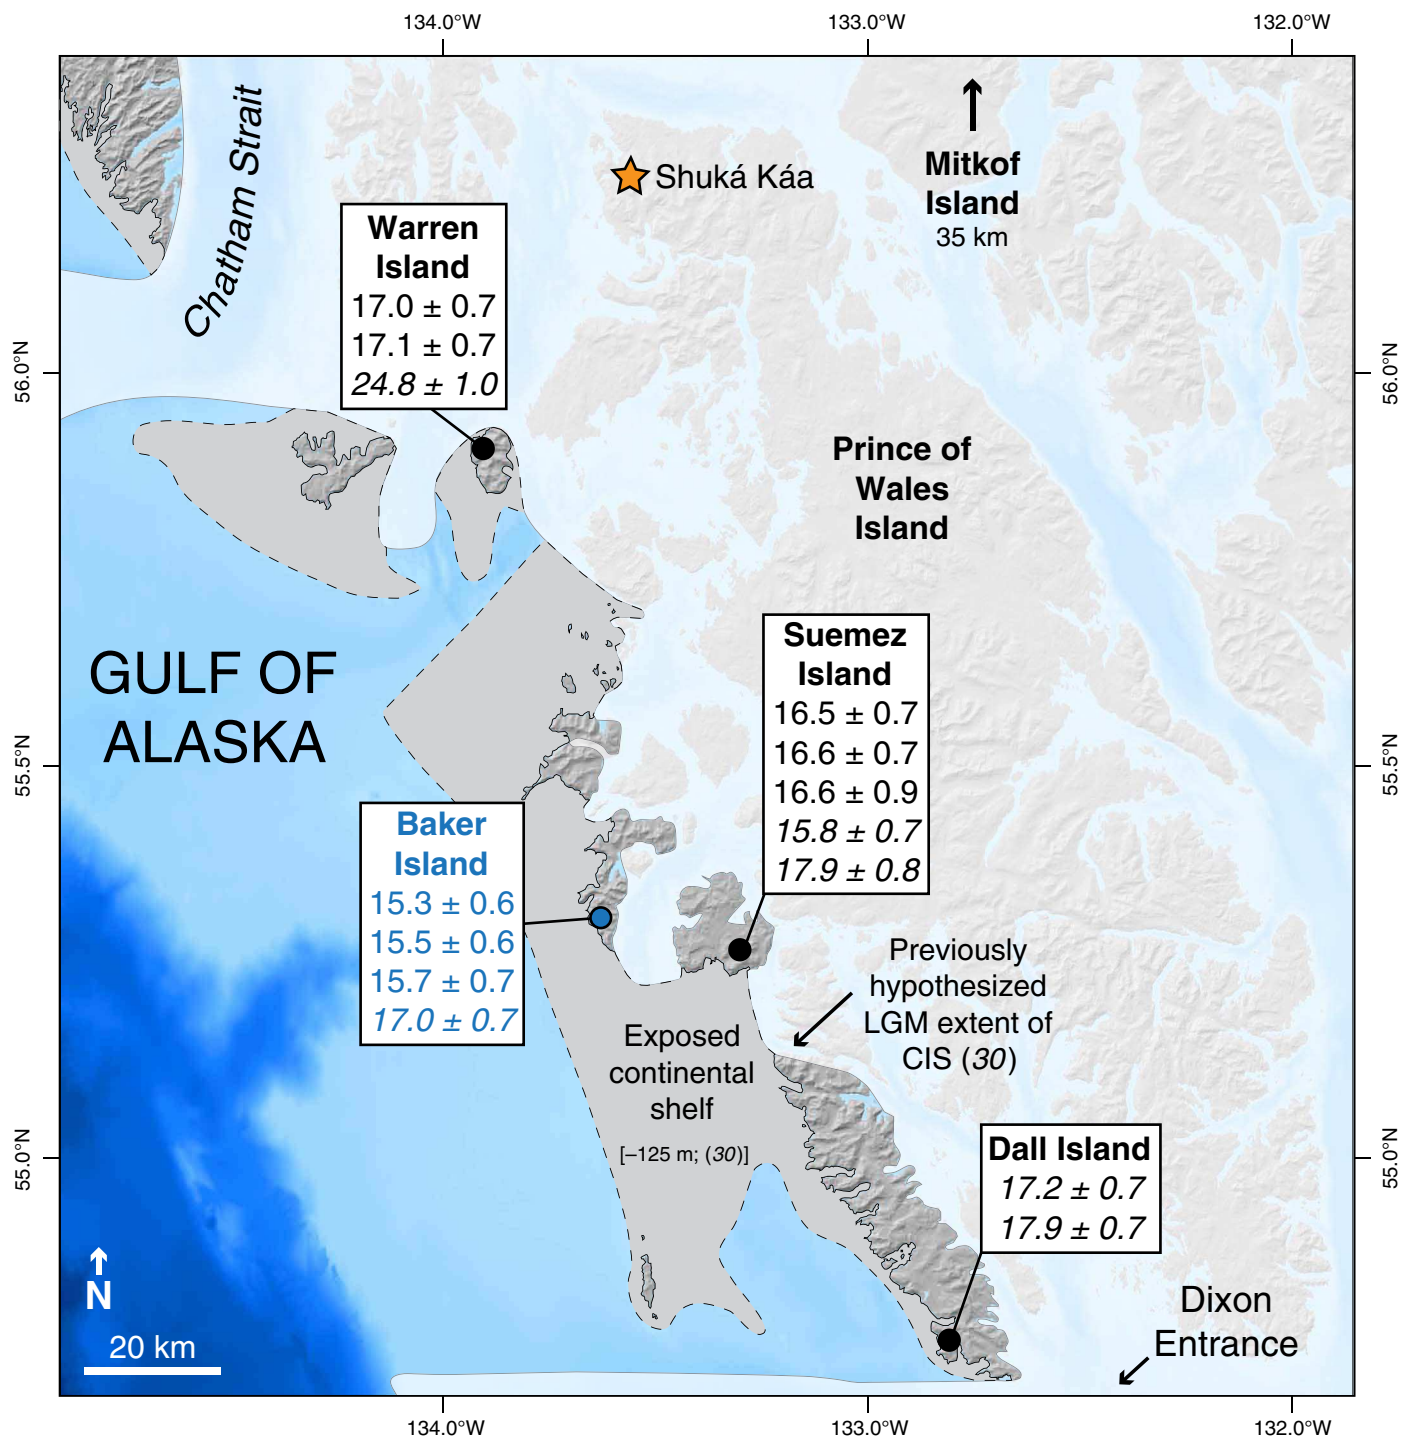 134.0°W
133.0°W
132.0°W
Chatham Strait
Shuká Káa
Mitkof
Island
35 km
Warren
Island
17.0 ± 0.7
17.1 ± 0.7
24.8 ± 1.0
56.0°N
56.0°N
Prince of
Wales
Island
GULF OF
ALASKA
Suemez
Island
16.5 ± 0.7
16.6 ± 0.7
16.6 ± 0.9
15.8 ± 0.7
17.9 ± 0.8
55.5°N
55.5°N
Baker
Island
15.3 ± 0.6
15.5 ± 0.6
15.7 ± 0.7
17.0 ± 0.7
Previously
hypothesized
LGM extent of
CIS (30)
Exposed
continental
shelf
[–125 m; (30)]
55.0°N
55.0°N
Dall Island
17.2 ± 0.7
17.9 ± 0.7
Dixon
Entrance
N
20 km
134.0°W
133.0°W
132.0°W